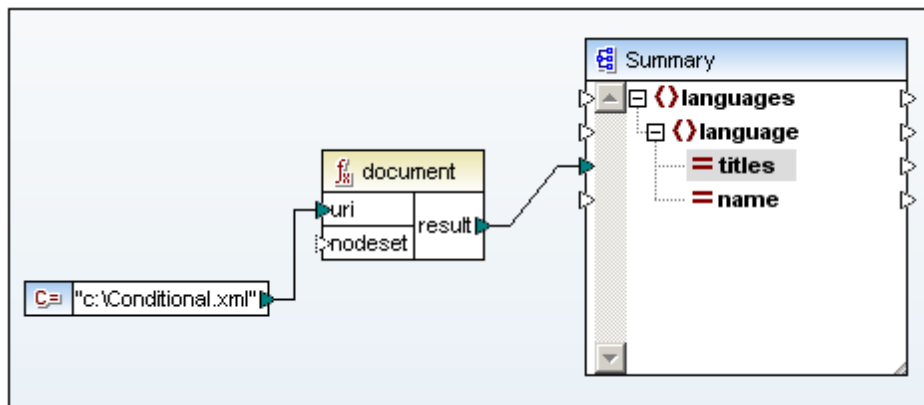 Summary
languages
language
titles
name
document
uri
nodeset
result
C= "c:\Conditional.xml"